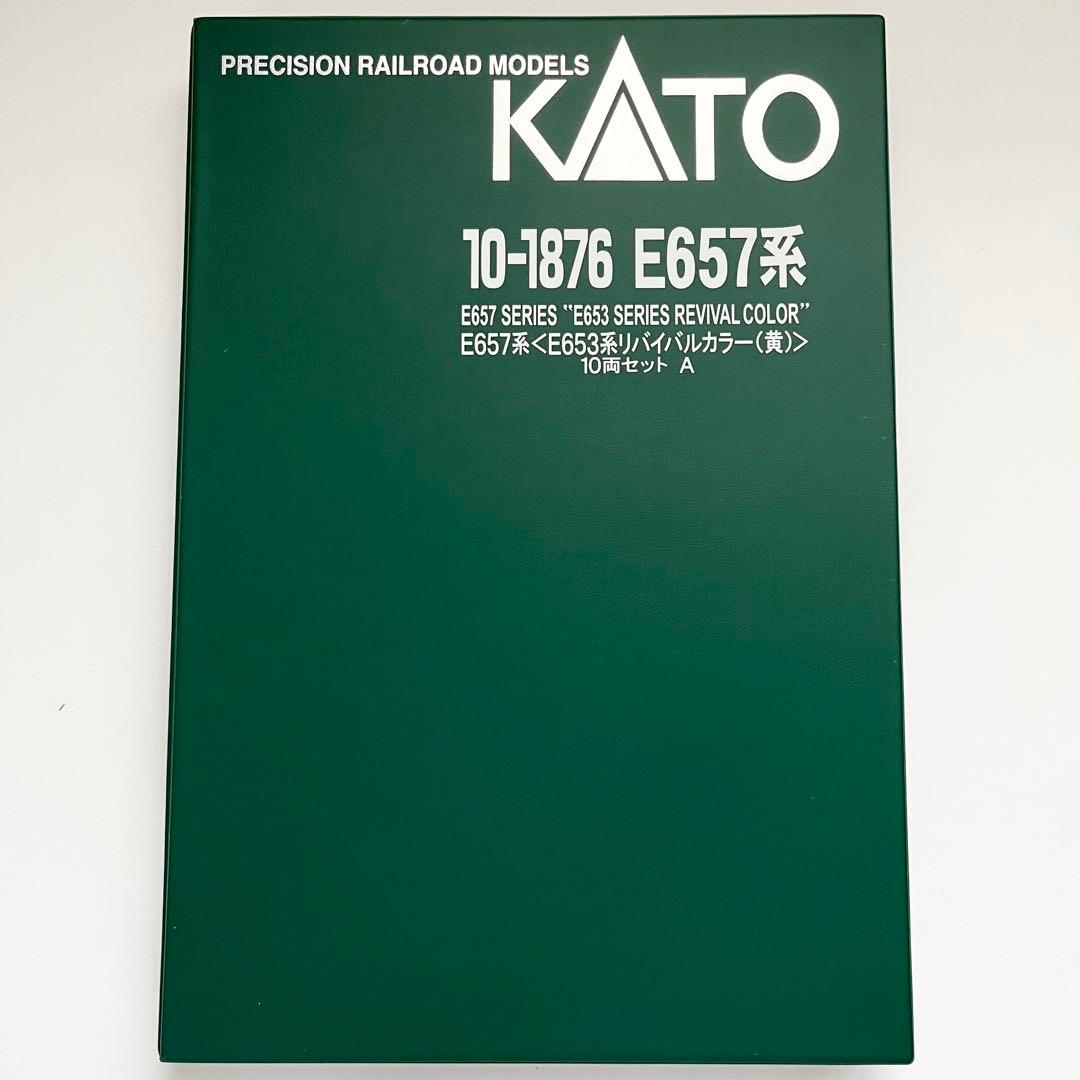 PRECISION RAILROAD MODELS
KATO
10-1876 E657系
E657 SERIES “E653 SERIES REVIVAL COLOR”
E657系<E653系リバイバルカラー(黄)>
10両セット A